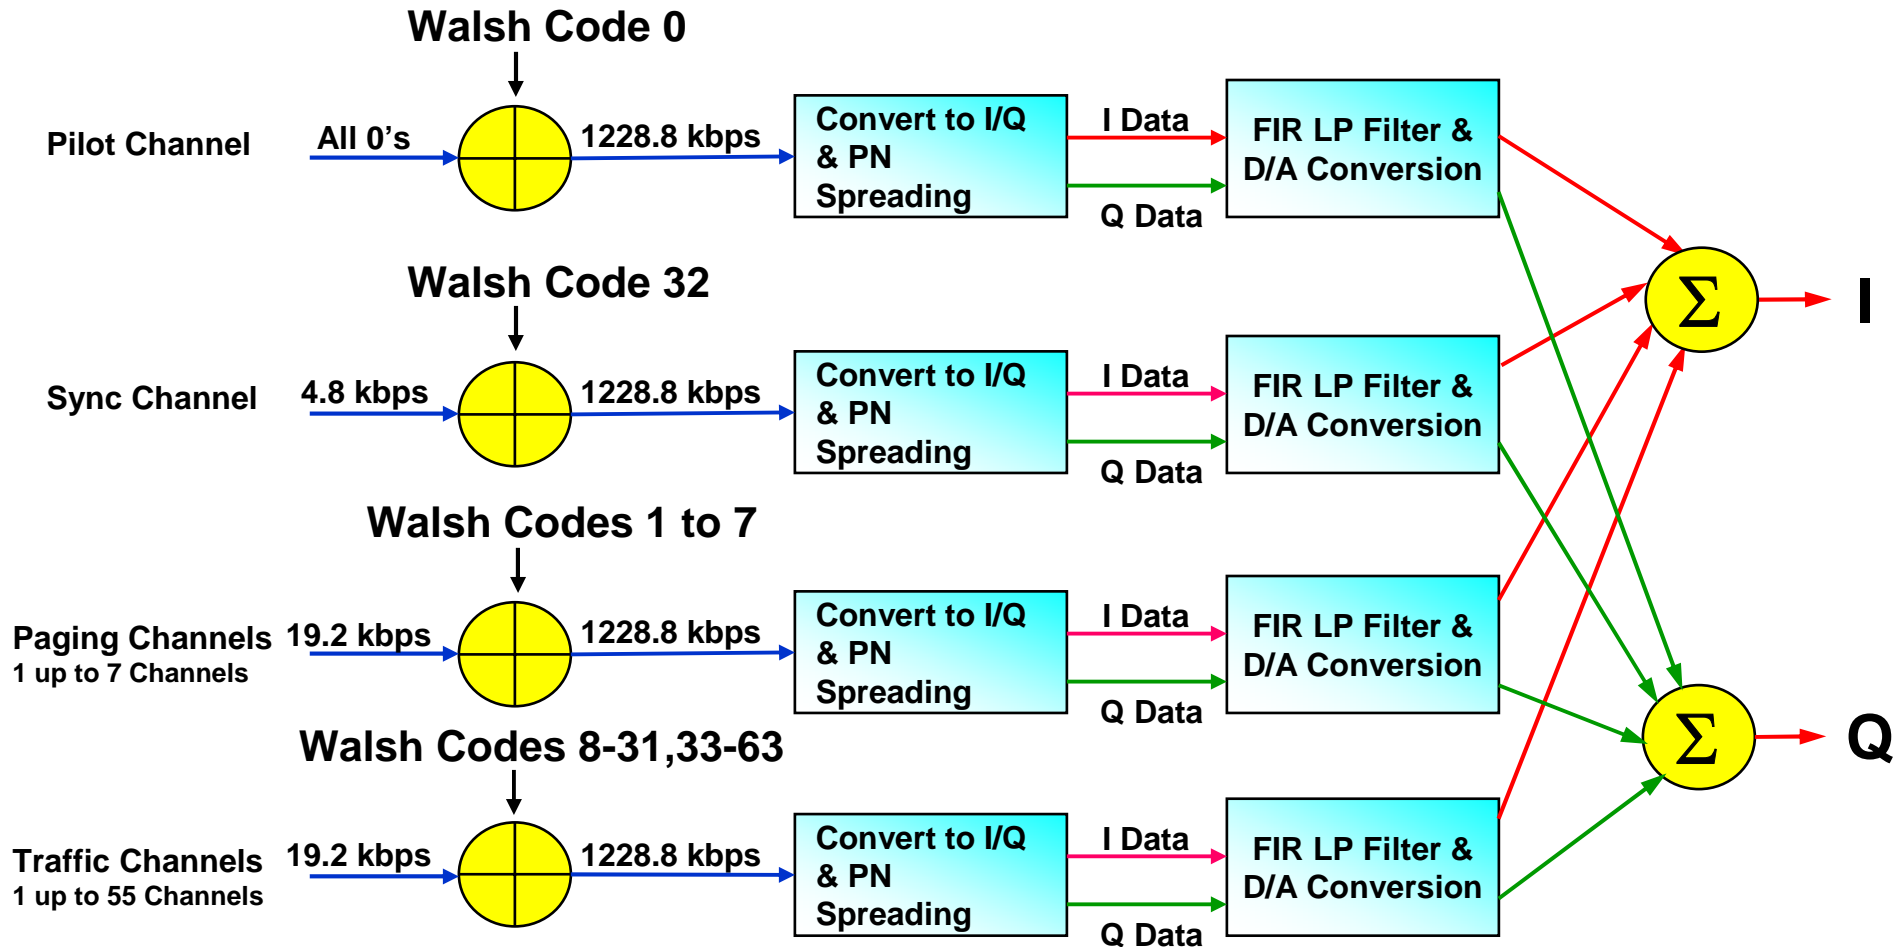 Walsh Code 0
Pilot Channel
All 0's
1228.8 kbps
Convert to I/Q
& PN
Spreading
I Data
Q Data
FIR LP Filter &
D/A Conversion
Walsh Code 32
Sync Channel
4.8 kbps
1228.8 kbps
Convert to I/Q
& PN
Spreading
I Data
Q Data
FIR LP Filter &
D/A Conversion
Σ
I
Walsh Codes 1 to 7
Paging Channels
1 up to 7 Channels
19.2 kbps
1228.8 kbps
Convert to I/Q
& PN
Spreading
I Data
Q Data
FIR LP Filter &
D/A Conversion
Σ
Q
Walsh Codes 8-31,33-63
Traffic Channels
1 up to 55 Channels
19.2 kbps
1228.8 kbps
Convert to I/Q
& PN
Spreading
I Data
Q Data
FIR LP Filter &
D/A Conversion